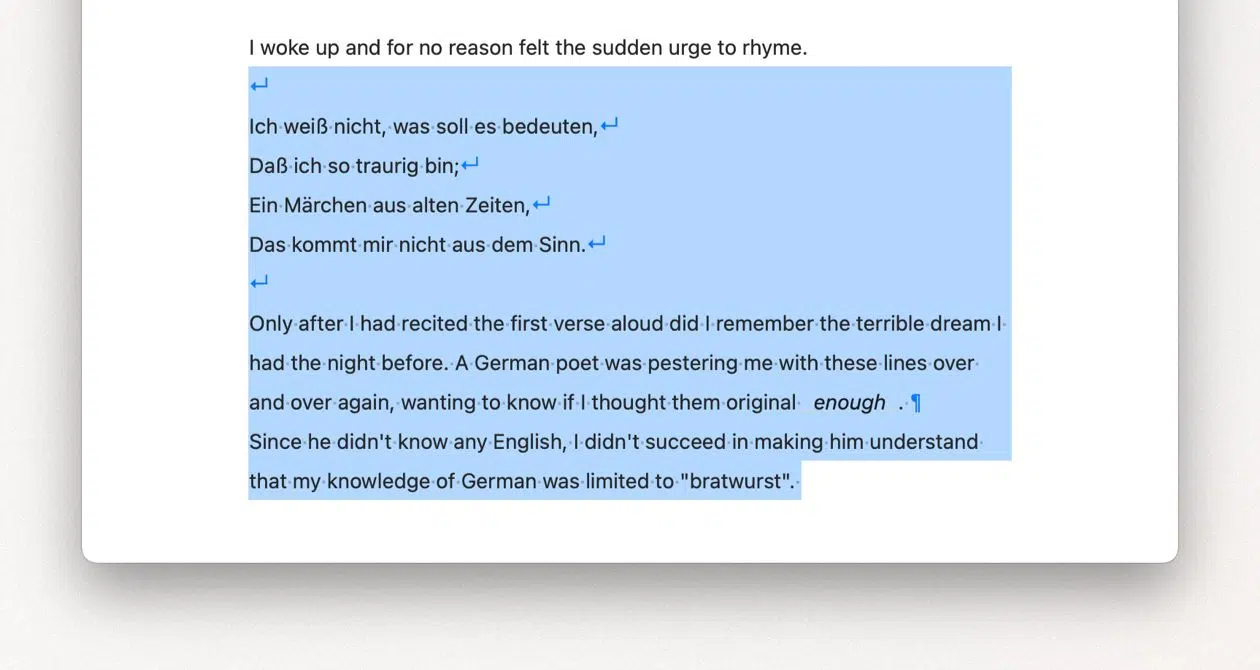 I woke up and for no reason felt the sudden urge to rhyme.
↵
Ich weiß nicht, was soll es bedeuten,↵
Daß ich so traurig bin;↵
Ein Märchen aus alten Zeiten,↵
Das kommt mir nicht aus dem Sinn.↵
↵
Only after I had recited the first verse aloud did I remember the terrible dream I
had the night before. A German poet was pestering me with these lines over
and over again, wanting to know if I thought them original enough . ¶
Since he didn't know any English, I didn't succeed in making him understand
that my knowledge of German was limited to "bratwurst".